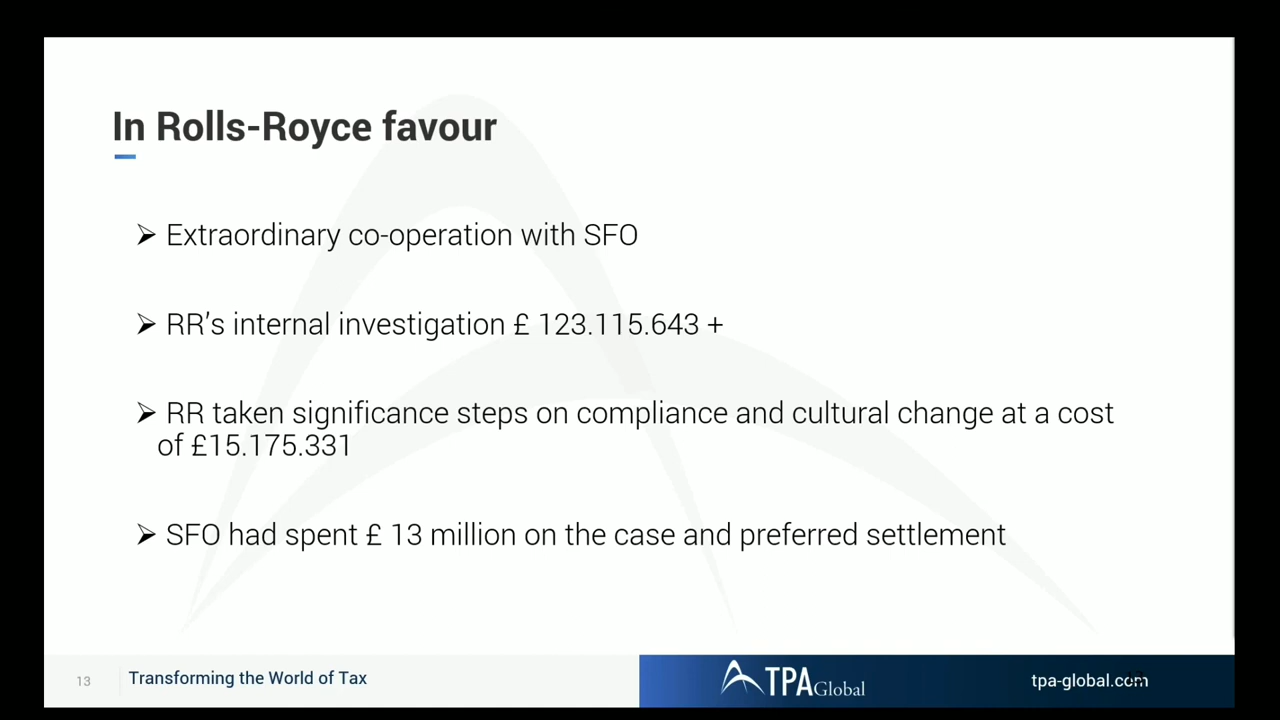 In Rolls-Royce favour
➢ Extraordinary co-operation with SFO
➢ RR’s internal investigation £ 123.115.643 +
➢ RR taken significance steps on compliance and cultural change at a cost
of £15.175.331
➢ SFO had spent £ 13 million on the case and preferred settlement
13
Transforming the World of Tax
TPA Global
tpa-global.com